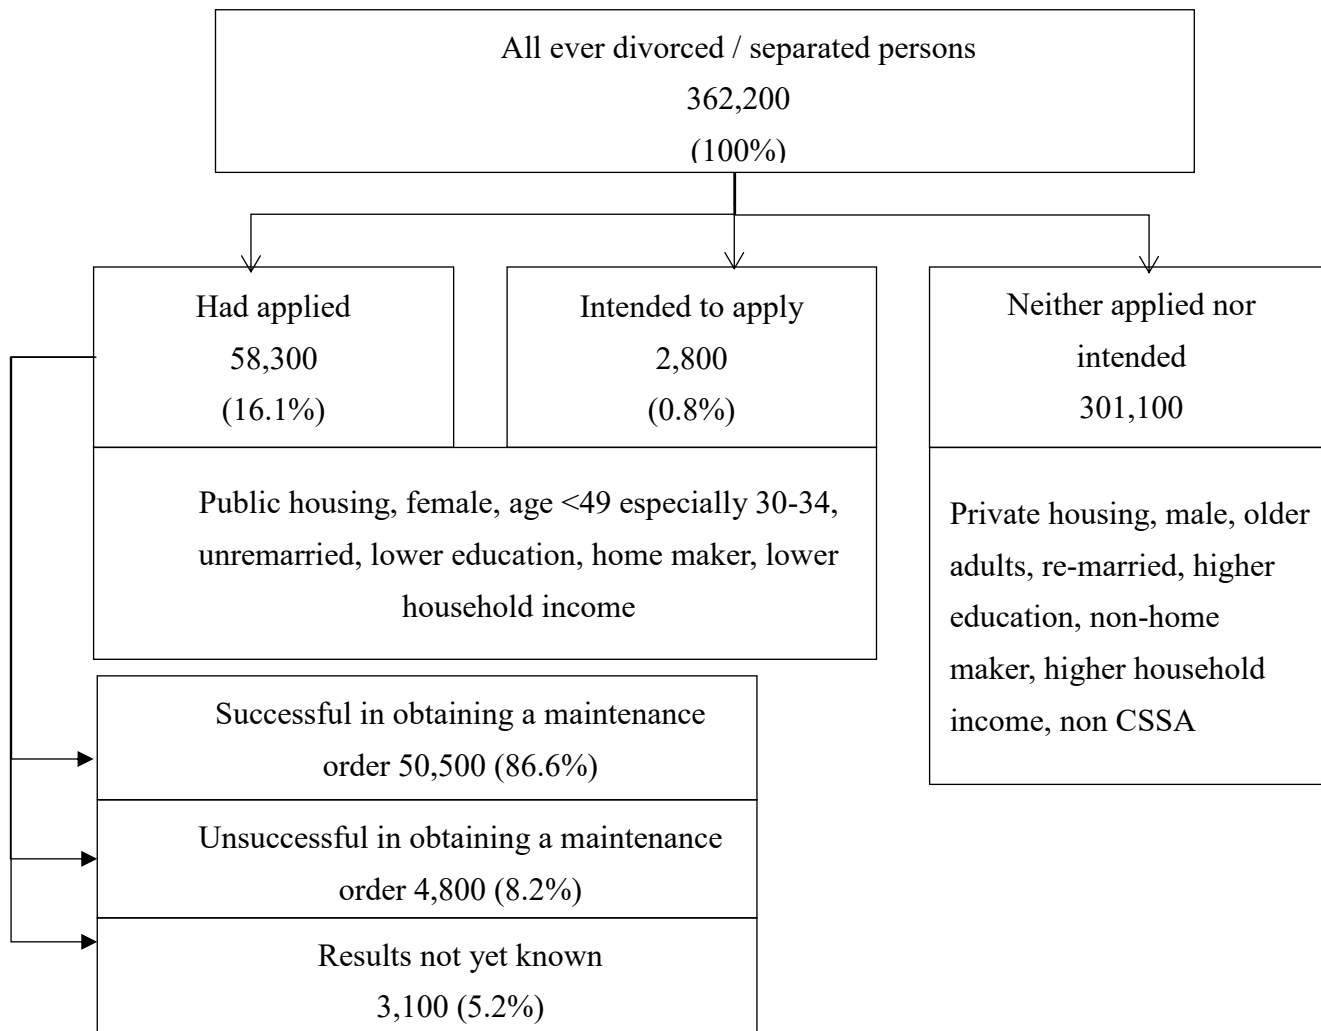 All ever divorced / separated persons
362,200
(100%)
Had applied
58,300
(16.1%)
Intended to apply
2,800
(0.8%)
Neither applied nor
intended
301,100
Public housing, female, age <49 especially 30-34,
unremarried, lower education, home maker, lower
household income
Private housing, male, older
adults, re-married, higher
education, non-home
maker, higher household
income, non CSSA
Successful in obtaining a maintenance
order 50,500 (86.6%)
Unsuccessful in obtaining a maintenance
order 4,800 (8.2%)
Results not yet known
3,100 (5.2%)